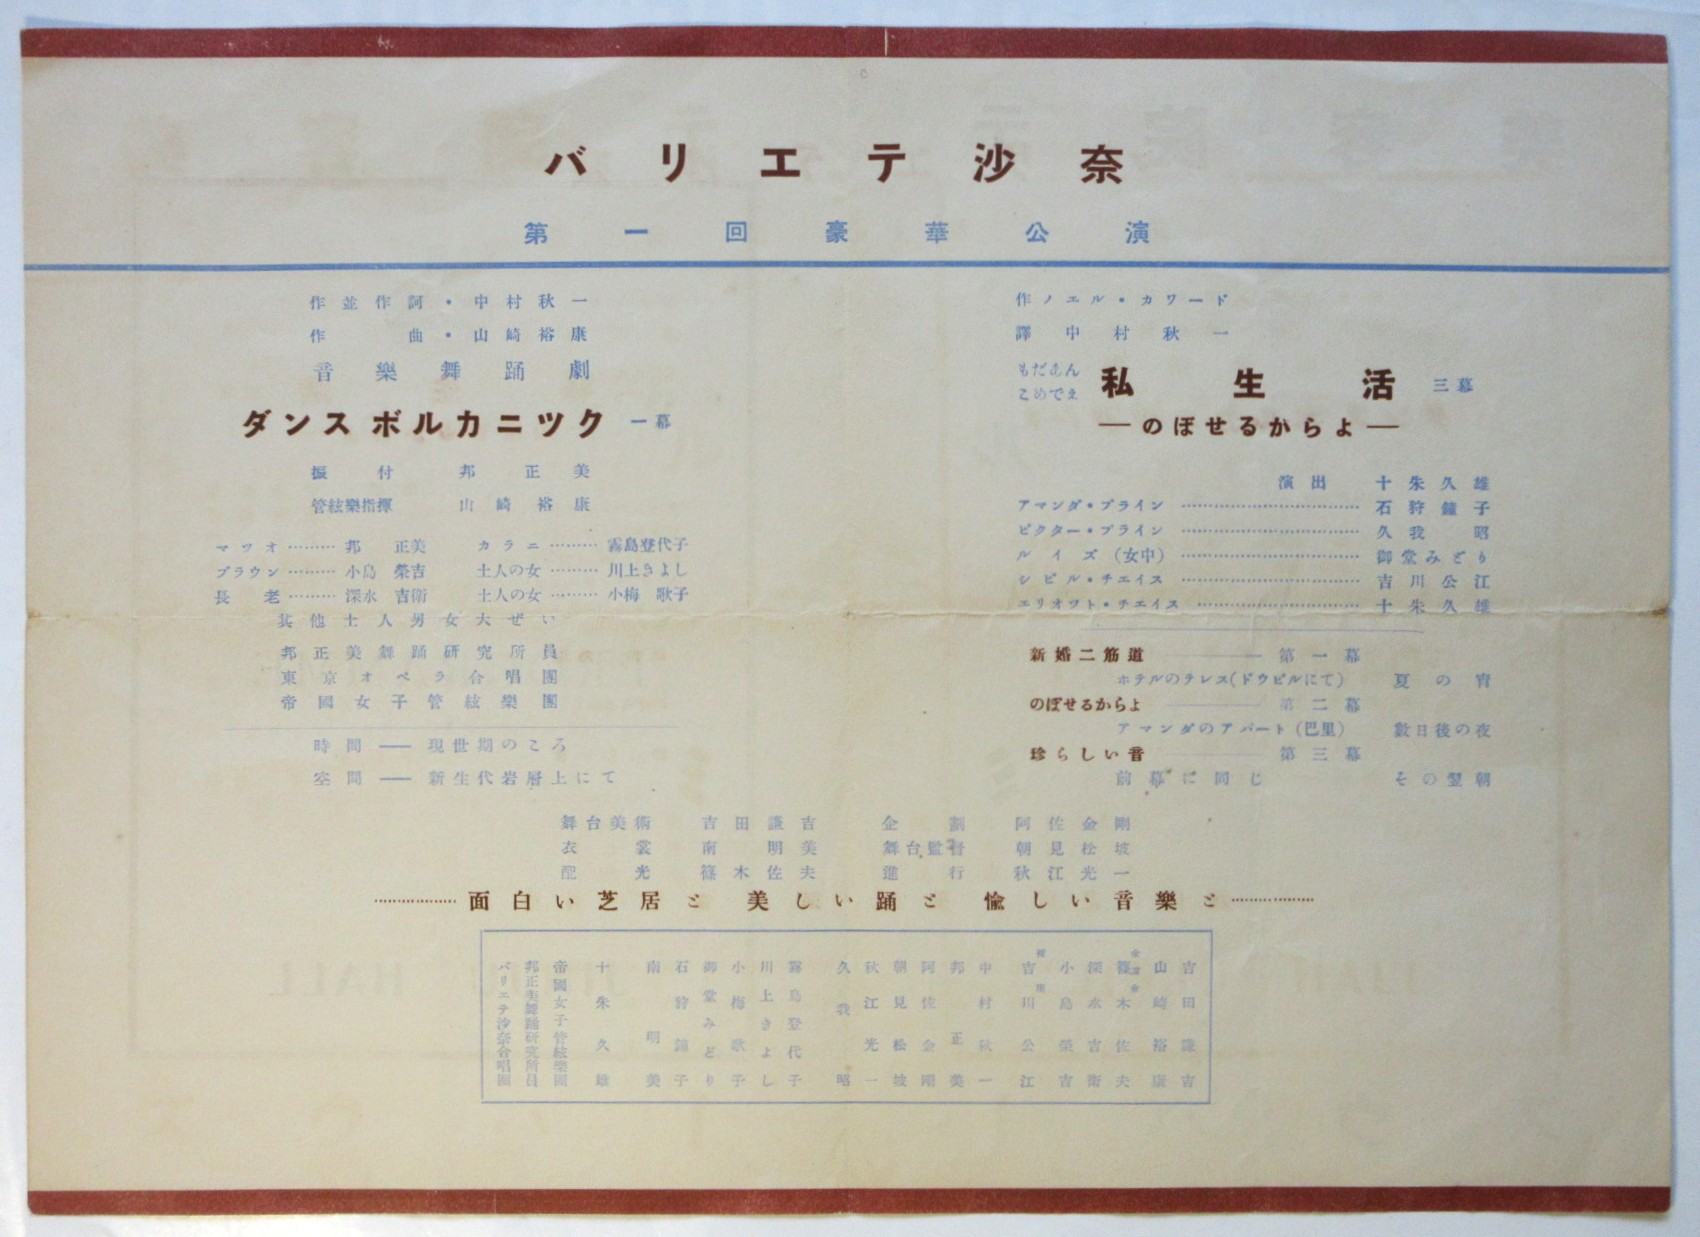 バリエテ沙奈
第一回豪華公演
作ノエル・カワード
譯 中村秋一
もだあん
こめでえ
私生活 三幕
―のぼせるからよ―
演出 十朱久雄
アマンダ・プライン………石狩鐘子
ビクター・プライン………久我昭
ルイズ(女中)………御堂みどり
シビル・チエイス………吉川公江
エリオツト・チエイス………十朱久雄
新婚二筋道――第一幕
ホテルのテレス(ドウビルにて) 夏の宵
のぼせるからよ――第二幕
アマンダのアパート(巴里) 數日後の夜
珍らしい音――第三幕
前幕に同じ その翌朝
作並作詞・中村秋一
作曲・山崎裕康
音樂舞踊劇
ダンス ボルカニツク 一幕
振付 邦正美
管絃樂指揮 山崎裕康
マツオ………邦正美 カラニ………霧島登代子
ブラウン………小島榮吉 土人の女………川上きよし
長老………深水吉衛 土人の女………小梅歌子
其他土人男女大ぜい
邦正美舞踊研究所員
東京オペラ合唱團
帝國女子管絃樂團
時間――現世期のころ
空間――新生代岩層上にて
舞台美術 吉田謙吉 企劃 阿佐金剛
衣裳 南明美 舞台監督 朝見松坡
配光 篠木佐夫 進行 秋江光一
………面白い芝居と 美しい踊と 愉しい音樂と………
吉田謙吉
山崎裕康
篠木佐夫
深水吉衛
小島榮吉
吉川公江
中村秋一
邦正美
阿佐金剛
朝見松坡
秋江光一
久我昭
霧島登代子
川上きよし
小梅歌子
御堂みどり
石狩鐘子
南明美
十朱久雄
帝國女子管絃樂團
邦正美舞踊研究所員
バリエテ沙奈合唱團